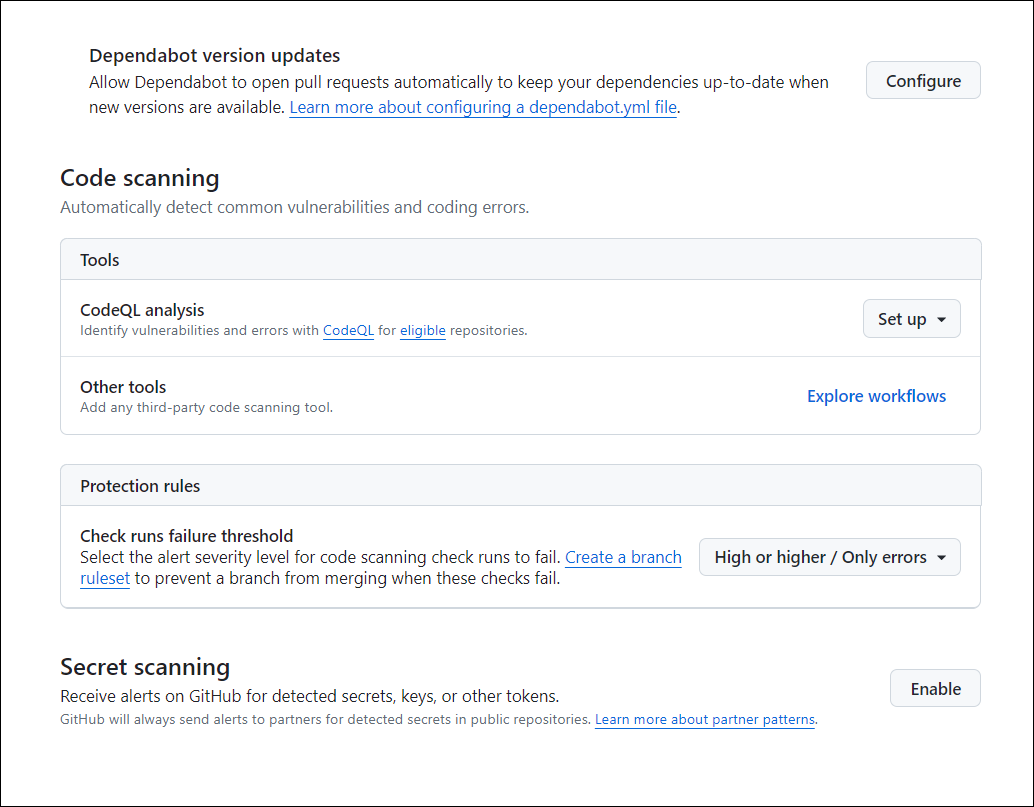 Dependabot version updates
Allow Dependabot to open pull requests automatically to keep your dependencies up-to-date when
new versions are available. Learn more about configuring a dependabot.yml file.
Configure
Code scanning
Automatically detect common vulnerabilities and coding errors.
Tools
CodeQL analysis
Identify vulnerabilities and errors with CodeQL for eligible repositories.
Set up
Other tools
Add any third-party code scanning tool.
Explore workflows
Protection rules
Check runs failure threshold
Select the alert severity level for code scanning check runs to fail. Create a branch
ruleset to prevent a branch from merging when these checks fail.
High or higher / Only errors
Secret scanning
Receive alerts on GitHub for detected secrets, keys, or other tokens.
GitHub will always send alerts to partners for detected secrets in public repositories. Learn more about partner patterns.
Enable